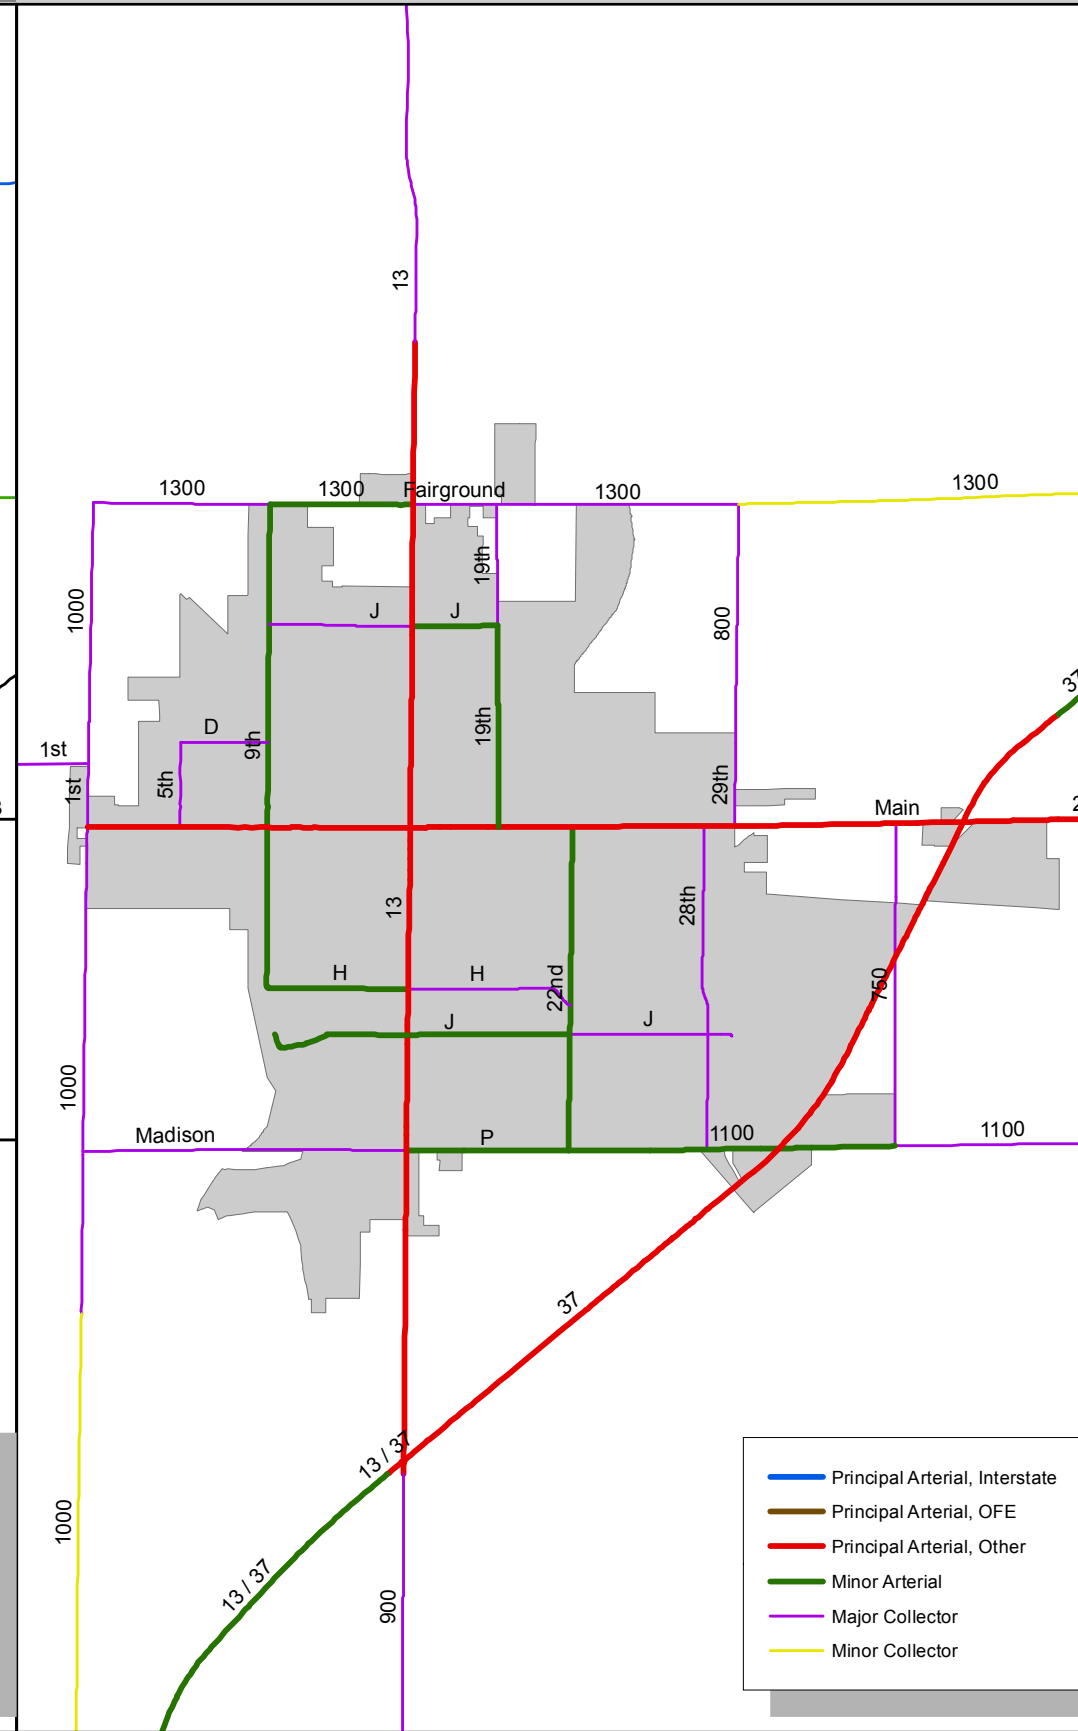 13
1300
1300
Fairground
1300
1300
19th
1000
J
J
800
37
D
9th
19th
1st
1st
5th
29th
Main
2
13
28th
H
H
22nd
750
J
J
1000
Madison
P
1100
1100
37
13 / 37
1000
13 / 37
900
Principal Arterial, Interstate
Principal Arterial, OFE
Principal Arterial, Other
Minor Arterial
Major Collector
Minor Collector